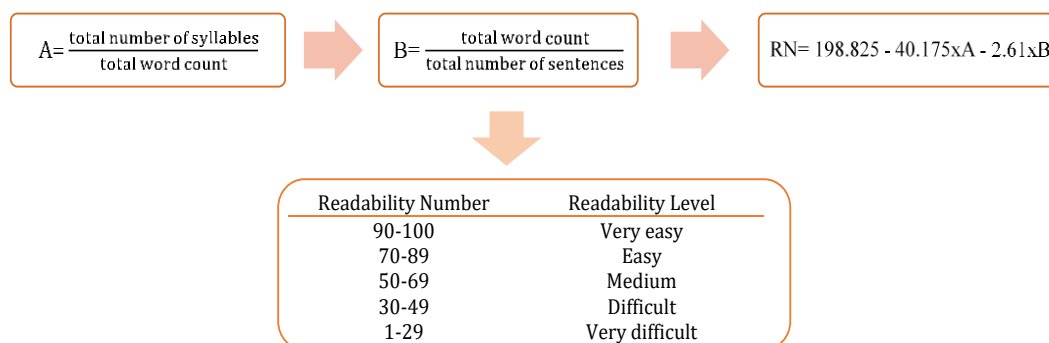 A= total number of syllables / total word count
B= total word count / total number of sentences
RN= 198.825 - 40.175xA - 2.61xB
Readability Number Readability Level
90-100 Very easy
70-89 Easy
50-69 Medium
30-49 Difficult
1-29 Very difficult